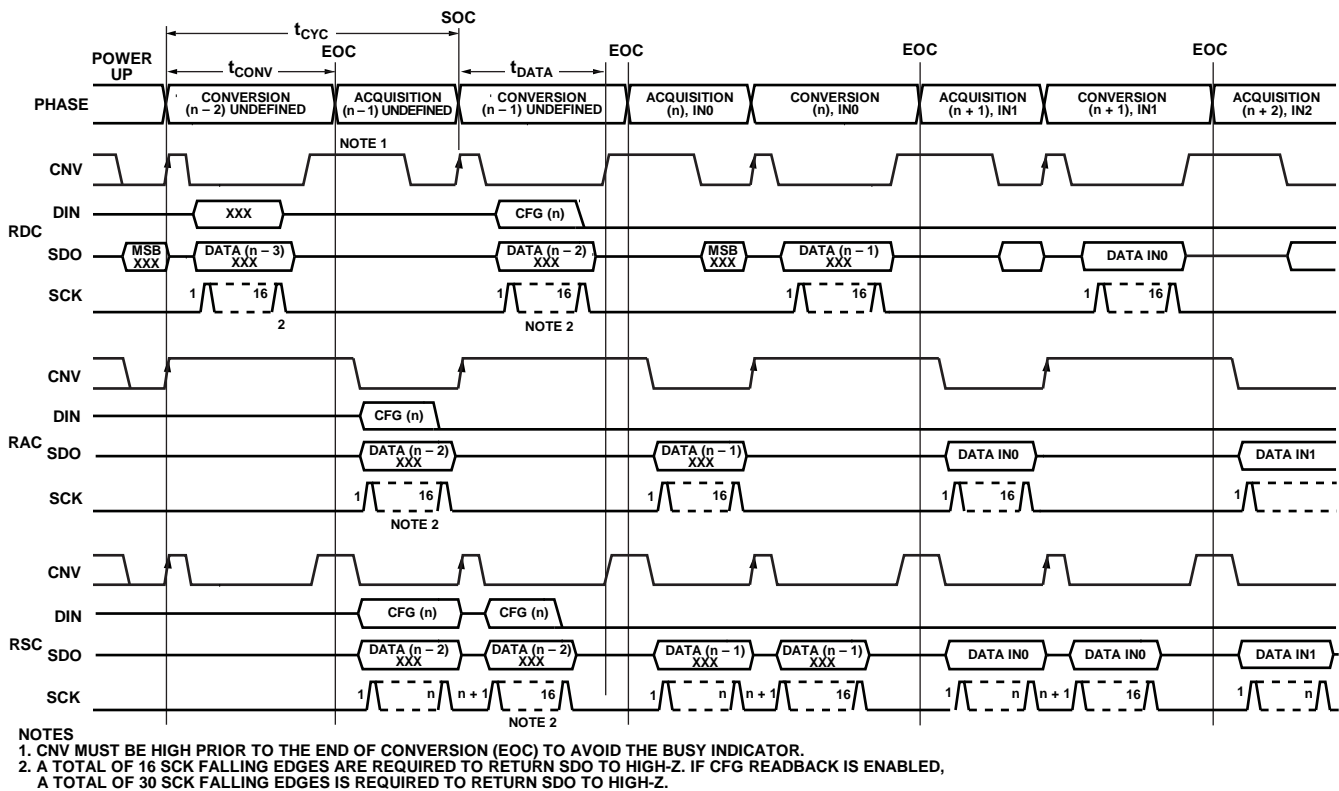 SOC
tCYC
EOC
EOC
EOC
EOC
POWER
UP
tCONV
tDATA
PHASE
CONVERSION
(n – 2) UNDEFINED
ACQUISITION
(n – 1) UNDEFINED
CONVERSION
(n – 1) UNDEFINED
ACQUISITION
(n), IN0
CONVERSION
(n), IN0
ACQUISITION
(n + 1), IN1
CONVERSION
(n + 1), IN1
ACQUISITION
(n + 2), IN2
NOTE 1
CNV
RDC
DIN
XXX
CFG (n)
SDO
MSB
XXX
DATA (n – 3)
XXX
DATA (n – 2)
XXX
MSB
XXX
DATA (n – 1)
XXX
DATA IN0
SCK
1 16
2
1 16
NOTE 2
1 16
1 16
CNV
RAC
DIN
CFG (n)
SDO
DATA (n – 2)
XXX
DATA (n – 1)
XXX
DATA IN0
DATA IN1
SCK
1 16
NOTE 2
1 16
1 16
1
CNV
RSC
DIN
CFG (n)
CFG (n)
SDO
DATA (n – 2)
XXX
DATA (n – 2)
XXX
DATA (n – 1)
XXX
DATA (n – 1)
XXX
DATA IN0
DATA IN0
DATA IN1
SCK
1 n n + 1 16
NOTE 2
1 n n + 1 16
1 n n + 1 16
1 n
NOTES
1. CNV MUST BE HIGH PRIOR TO THE END OF CONVERSION (EOC) TO AVOID THE BUSY INDICATOR.
2. A TOTAL OF 16 SCK FALLING EDGES ARE REQUIRED TO RETURN SDO TO HIGH-Z. IF CFG READBACK IS ENABLED,
A TOTAL OF 30 SCK FALLING EDGES IS REQUIRED TO RETURN SDO TO HIGH-Z.